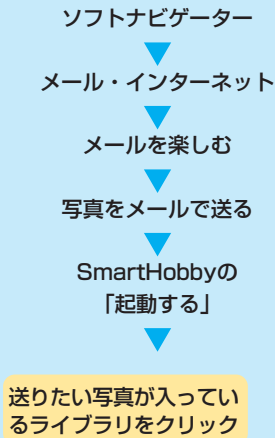 ソフトナビゲーター
メール・インターネット
メールを楽しむ
写真をメールで送る
SmartHobbyの
「起動する」
送りたい写真が入ってい
るライブラリをクリック